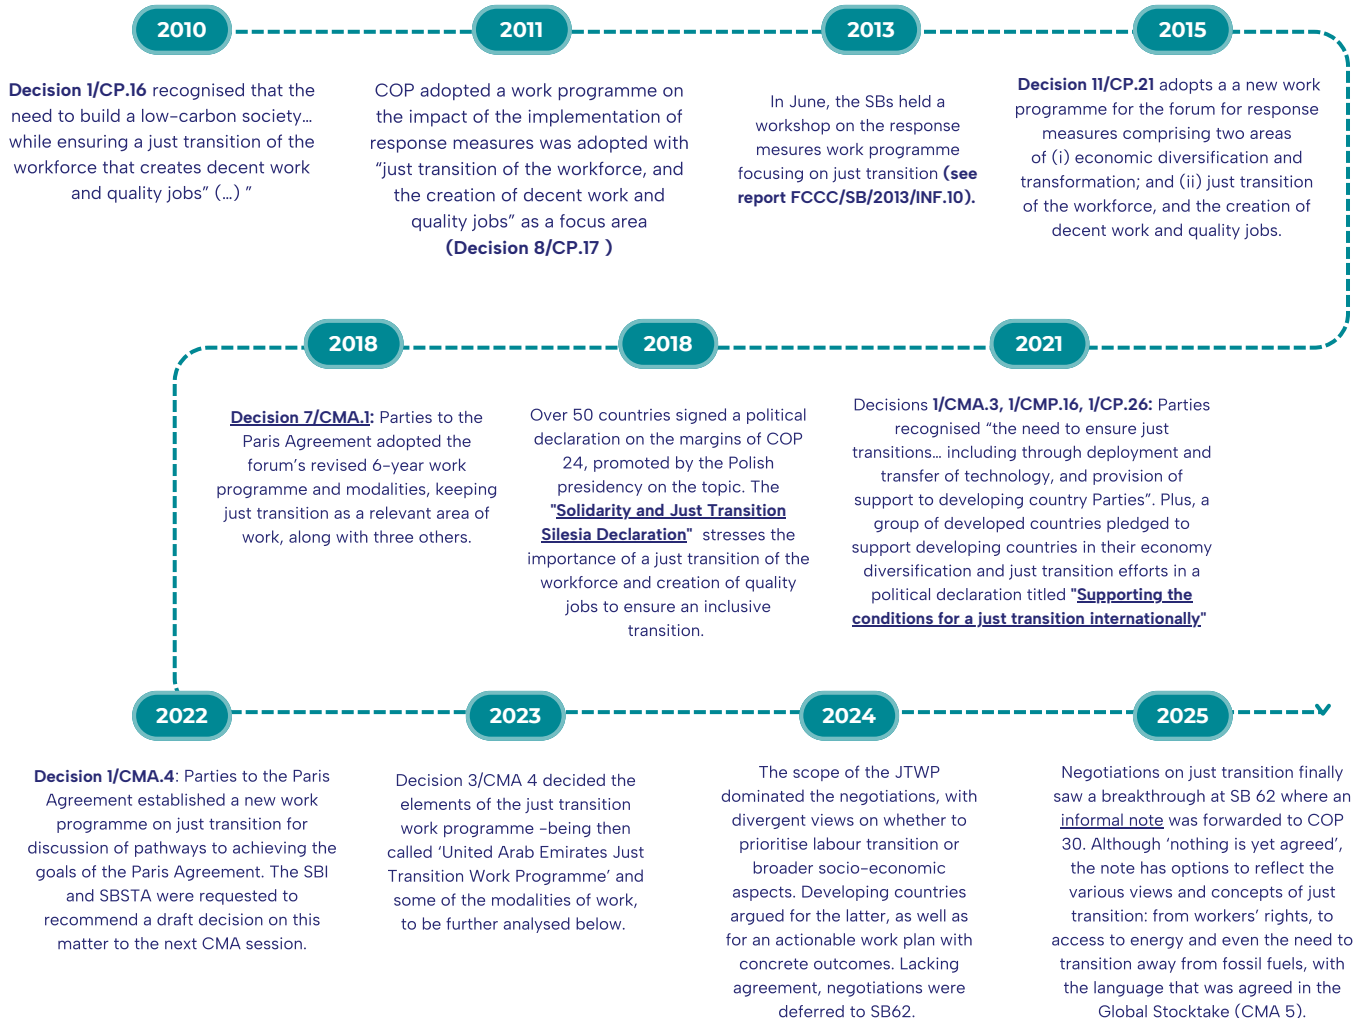 2010
Decision 1/CP.16 recognised that the
need to build a low-carbon society...
while ensuring a just transition of the
workforce that creates decent work
and quality jobs” (...) ”
2011
COP adopted a work programme on
the impact of the implementation of
response measures was adopted with
“just transition of the workforce, and
the creation of decent work and
quality jobs” as a focus area
(Decision 8/CP.17 )
2013
In June, the SBs held a
workshop on the response
mesures work programme
focusing on just transition (see
report FCCC/SB/2013/INF.10).
2015
Decision 11/CP.21 adopts a a new work
programme for the forum for response
measures comprising two areas
of (i) economic diversification and
transformation; and (ii) just transition
of the workforce, and the creation of
decent work and quality jobs.
2018
Decision 7/CMA.1: Parties to the
Paris Agreement adopted the
forum’s revised 6-year work
programme and modalities, keeping
just transition as a relevant area of
work, along with three others.
2018
Over 50 countries signed a political
declaration on the margins of COP
24, promoted by the Polish
presidency on the topic. The
"Solidarity and Just Transition
Silesia Declaration" stresses the
importance of a just transition of the
workforce and creation of quality
jobs to ensure an inclusive
transition.
2021
Decisions 1/CMA.3, 1/CMP.16, 1/CP.26: Parties
recognised “the need to ensure just
transitions... including through deployment and
transfer of technology, and provision of
support to developing country Parties”. Plus, a
group of developed countries pledged to
support developing countries in their economy
diversification and just transition efforts in a
political declaration titled "Supporting the
conditions for a just transition internationally"
2022
Decision 1/CMA.4: Parties to the Paris
Agreement established a new work
programme on just transition for
discussion of pathways to achieving the
goals of the Paris Agreement. The SBI
and SBSTA were requested to
recommend a draft decision on this
matter to the next CMA session.
2023
Decision 3/CMA 4 decided the
elements of the just transition
work programme -being then
called ‘United Arab Emirates Just
Transition Work Programme’ and
some of the modalities of work,
to be further analysed below.
2024
The scope of the JTWP
dominated the negotiations, with
divergent views on whether to
prioritise labour transition or
broader socio-economic
aspects. Developing countries
argued for the latter, as well as
for an actionable work plan with
concrete outcomes. Lacking
agreement, negotiations were
deferred to SB62.
2025
Negotiations on just transition finally
saw a breakthrough at SB 62 where an
informal note was forwarded to COP
30. Although ‘nothing is yet agreed’,
the note has options to reflect the
various views and concepts of just
transition: from workers’ rights, to
access to energy and even the need to
transition away from fossil fuels, with
the language that was agreed in the
Global Stocktake (CMA 5).